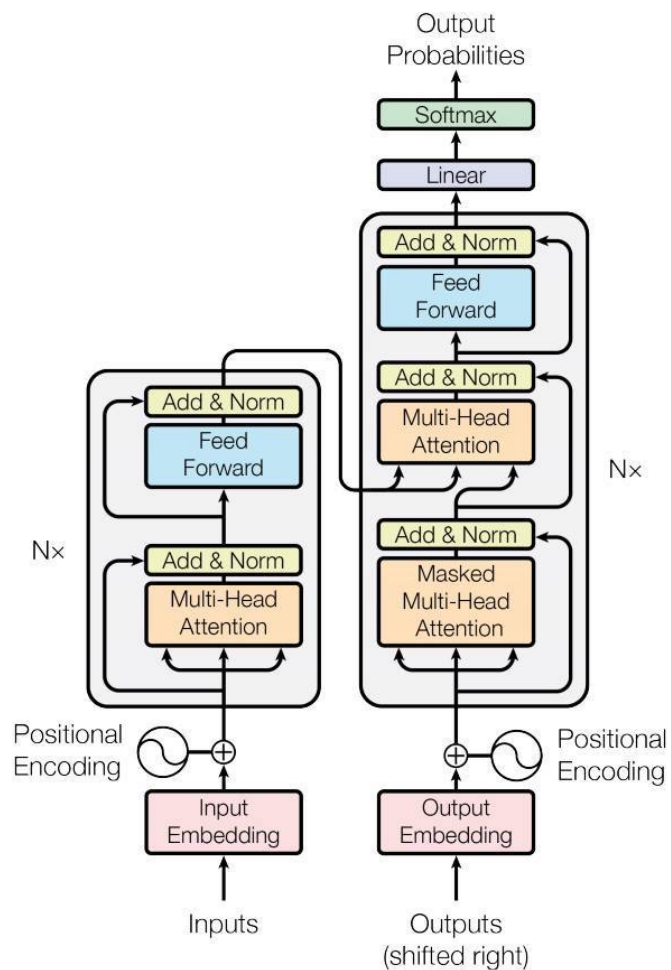 Output
Probabilities
Softmax
Linear
Add & Norm
Feed
Forward
Add & Norm
Multi-Head
Attention
N×
Add & Norm
Masked
Multi-Head
Attention
Add & Norm
Feed
Forward
N×
Add & Norm
Multi-Head
Attention
Positional
Encoding
Positional
Encoding
Input
Embedding
Output
Embedding
Inputs
Outputs
(shifted right)